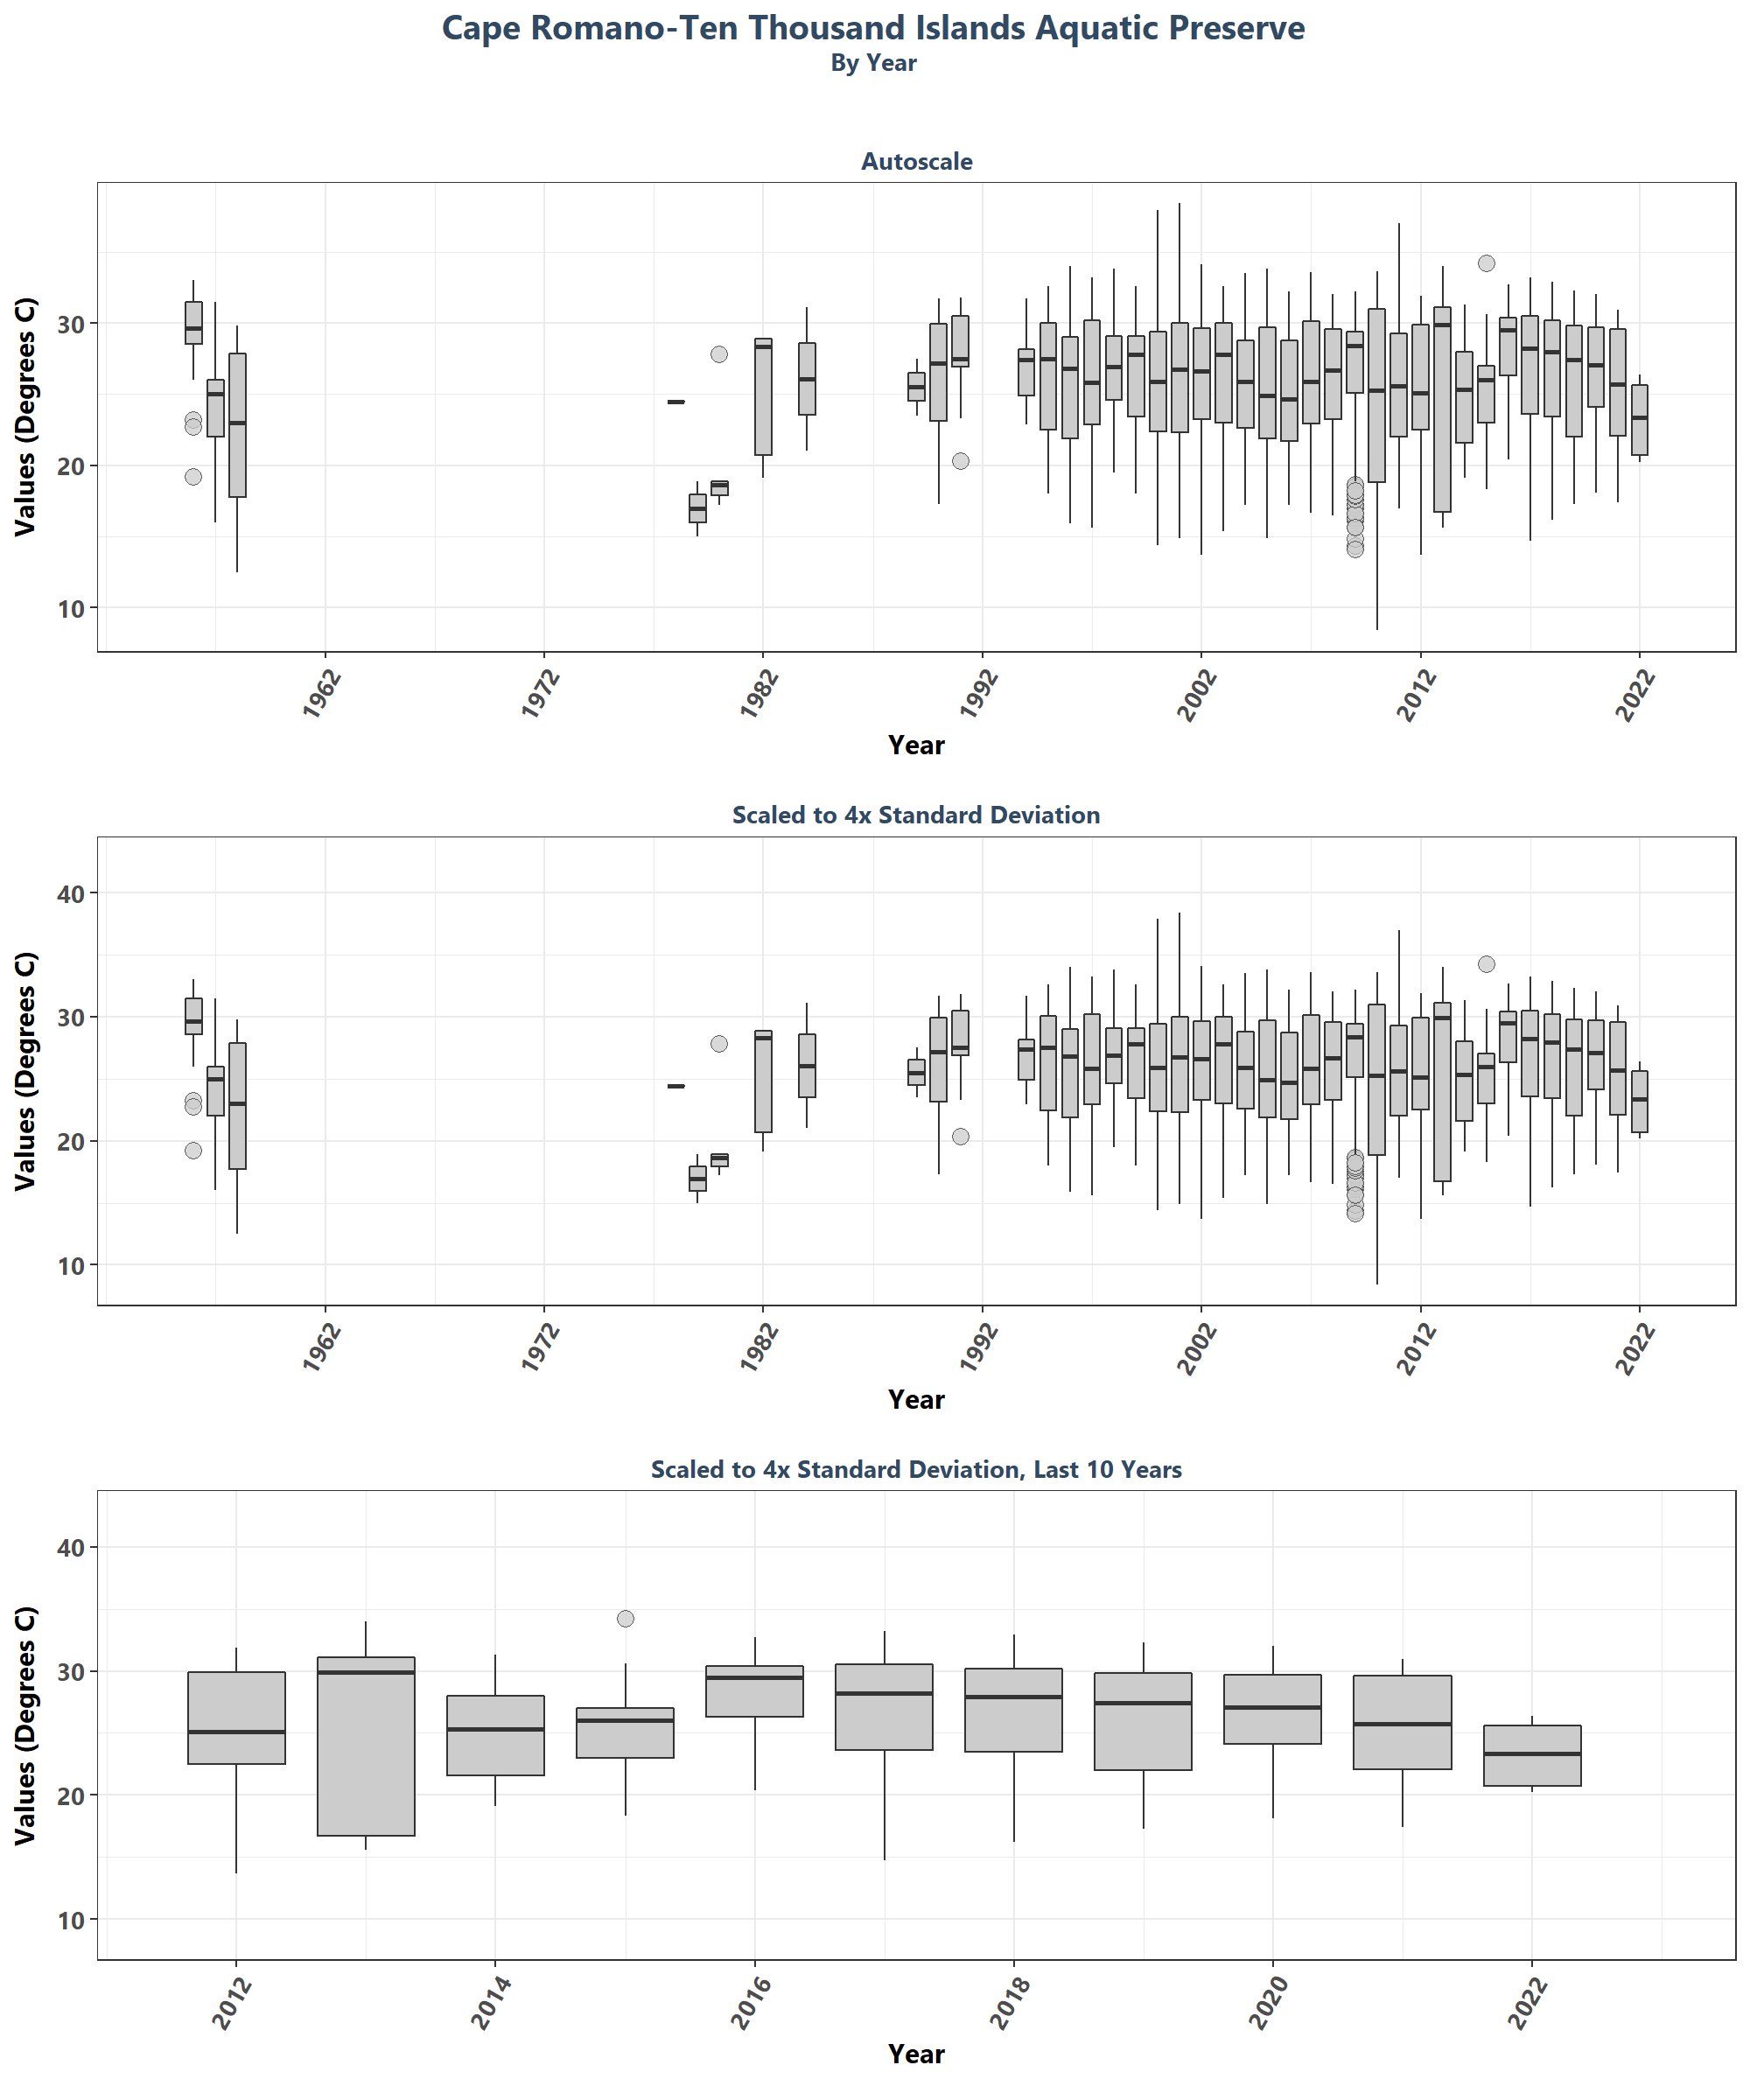 Cape Romano-Ten Thousand Islands Aquatic Preserve
By Year
Autoscale
Values (Degrees C)
30
20
10
1962
1972
1982
1992
2002
2012
2022
Year
Scaled to 4x Standard Deviation
Values (Degrees C)
40
30
20
10
1962
1972
1982
1992
2002
2012
2022
Year
Scaled to 4x Standard Deviation, Last 10 Years
Values (Degrees C)
40
30
20
10
2012
2014
2016
2018
2020
2022
Year